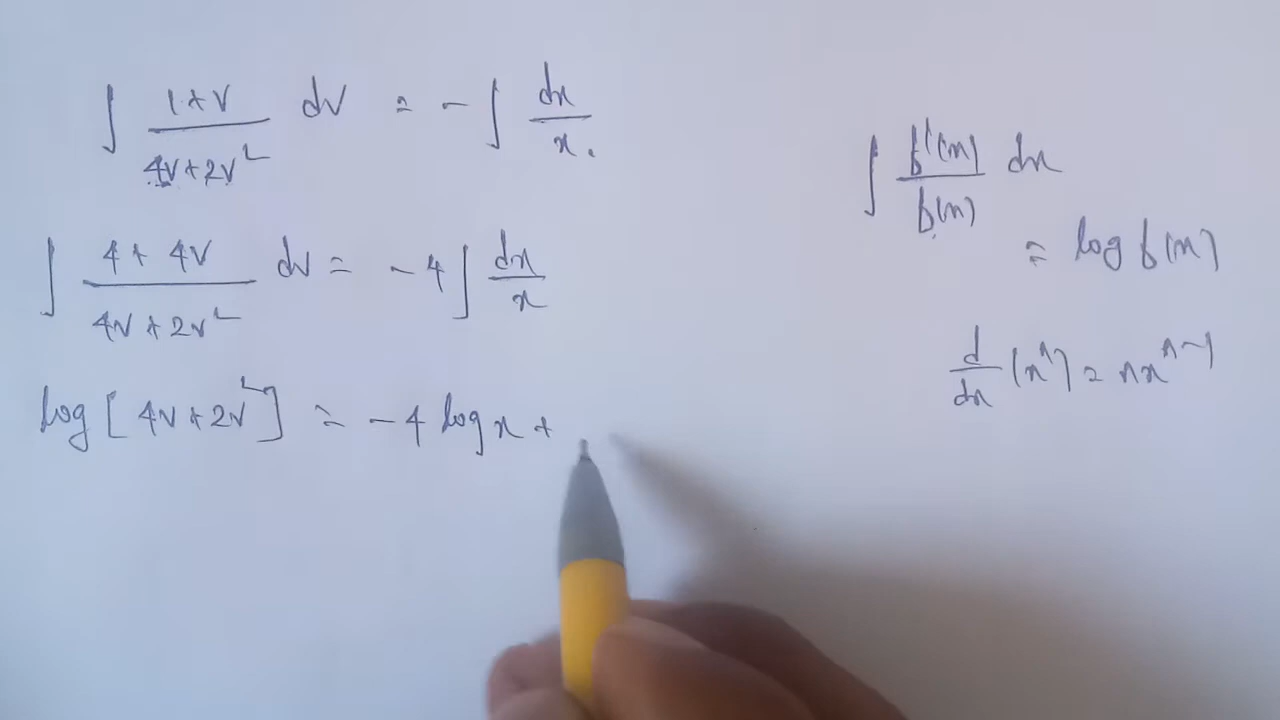 ∫ (1+v)/(4v+2v²) dv = -∫ dx/x.
∫ (4+4v)/(4v+2v²) dv = -4∫ dx/x
log[4v+2v²] = -4 log x +
∫ f'(x)/f(x) dx
= log f(x)
d/dx (xⁿ) = nxⁿ⁻¹